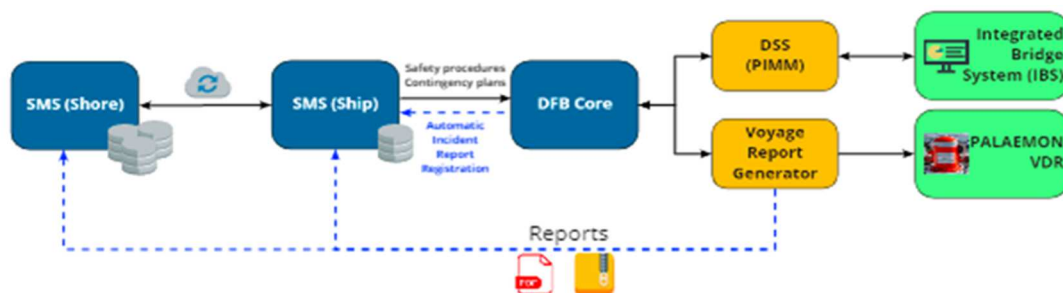 SMS (Shore)
SMS (Ship)
Safety procedures
Contingency plans
Automatic
Incident
Report
Registration
DFB Core
DSS
(PIMM)
Integrated
Bridge
System (IBS)
Voyage
Report
Generator
PALAEMON
VDR
Reports
PDF